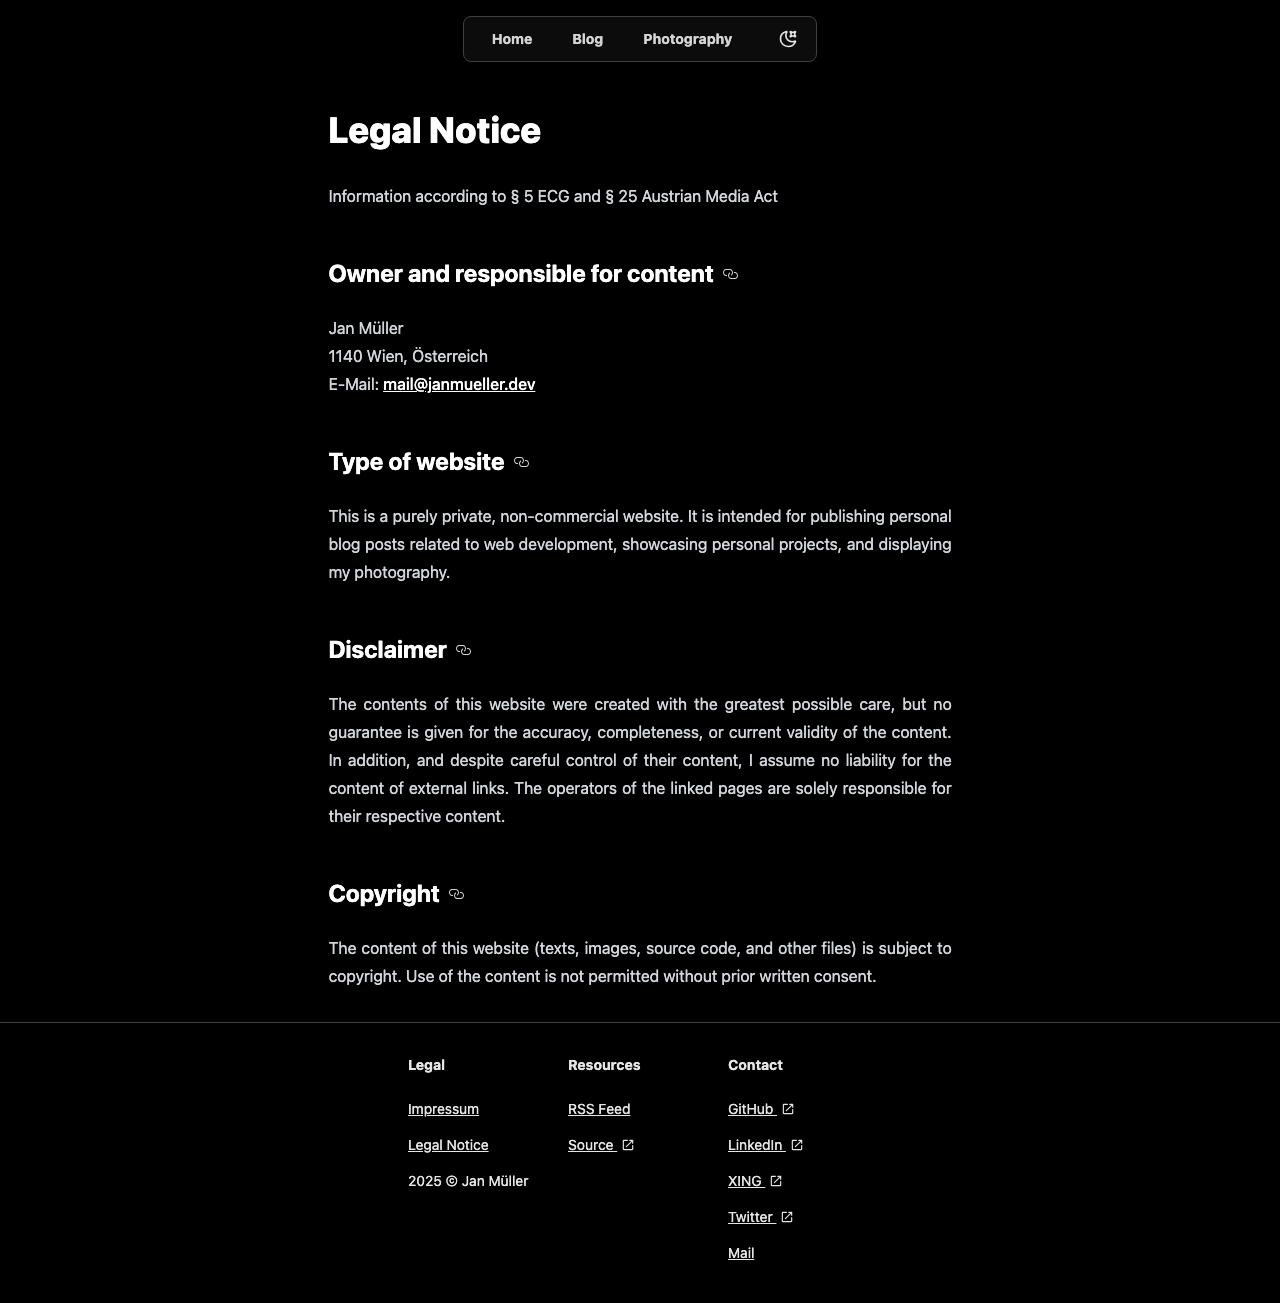 Home Blog Photography
Legal Notice
Information according to § 5 ECG and § 25 Austrian Media Act
Owner and responsible for content
Jan Müller
1140 Wien, Österreich
E-Mail: mail@janmueller.dev
Type of website
This is a purely private, non-commercial website. It is intended for publishing personal
blog posts related to web development, showcasing personal projects, and displaying
my photography.
Disclaimer
The contents of this website were created with the greatest possible care, but no
guarantee is given for the accuracy, completeness, or current validity of the content.
In addition, and despite careful control of their content, I assume no liability for the
content of external links. The operators of the linked pages are solely responsible for
their respective content.
Copyright
The content of this website (texts, images, source code, and other files) is subject to
copyright. Use of the content is not permitted without prior written consent.
Legal
Impressum
Legal Notice
2025 © Jan Müller
Resources
RSS Feed
Source
Contact
GitHub
LinkedIn
XING
Twitter
Mail